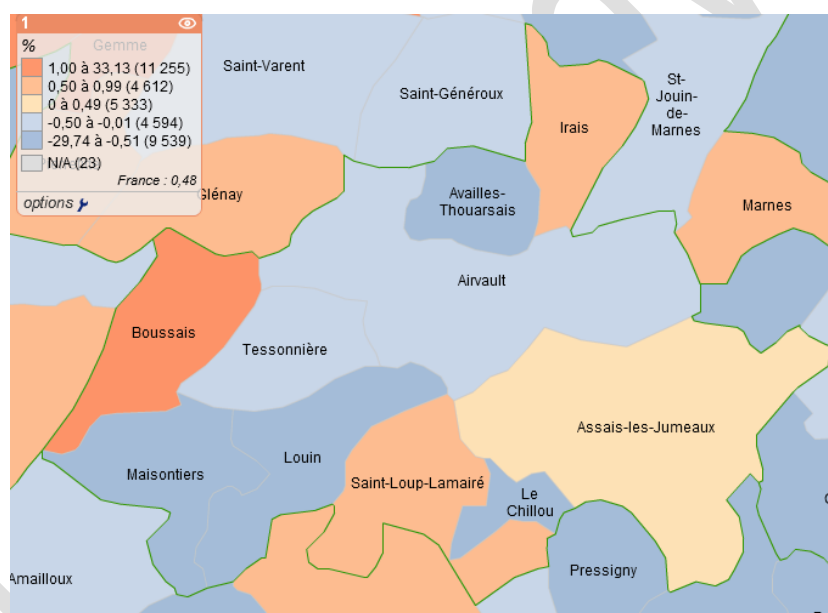 1
%
Gemme
1,00 à 33,13 (11 255)
0,50 à 0,99 (4 612)
0 à 0,49 (5 333)
-0,50 à -0,01 (4 594)
-29,74 à -0,51 (9 539)
N/A (23)
France : 0,48
options
Saint-Varent
Saint-Généroux
St-
Jouin-
de-
Marnes
Irais
Glénay
Availles-
Thouarsais
Marnes
Airvault
Boussais
Tessonnière
Assais-les-Jumeaux
Louin
Maisontiers
Saint-Loup-Lamairé
Le
Chillou
Pressigny
Amailloux